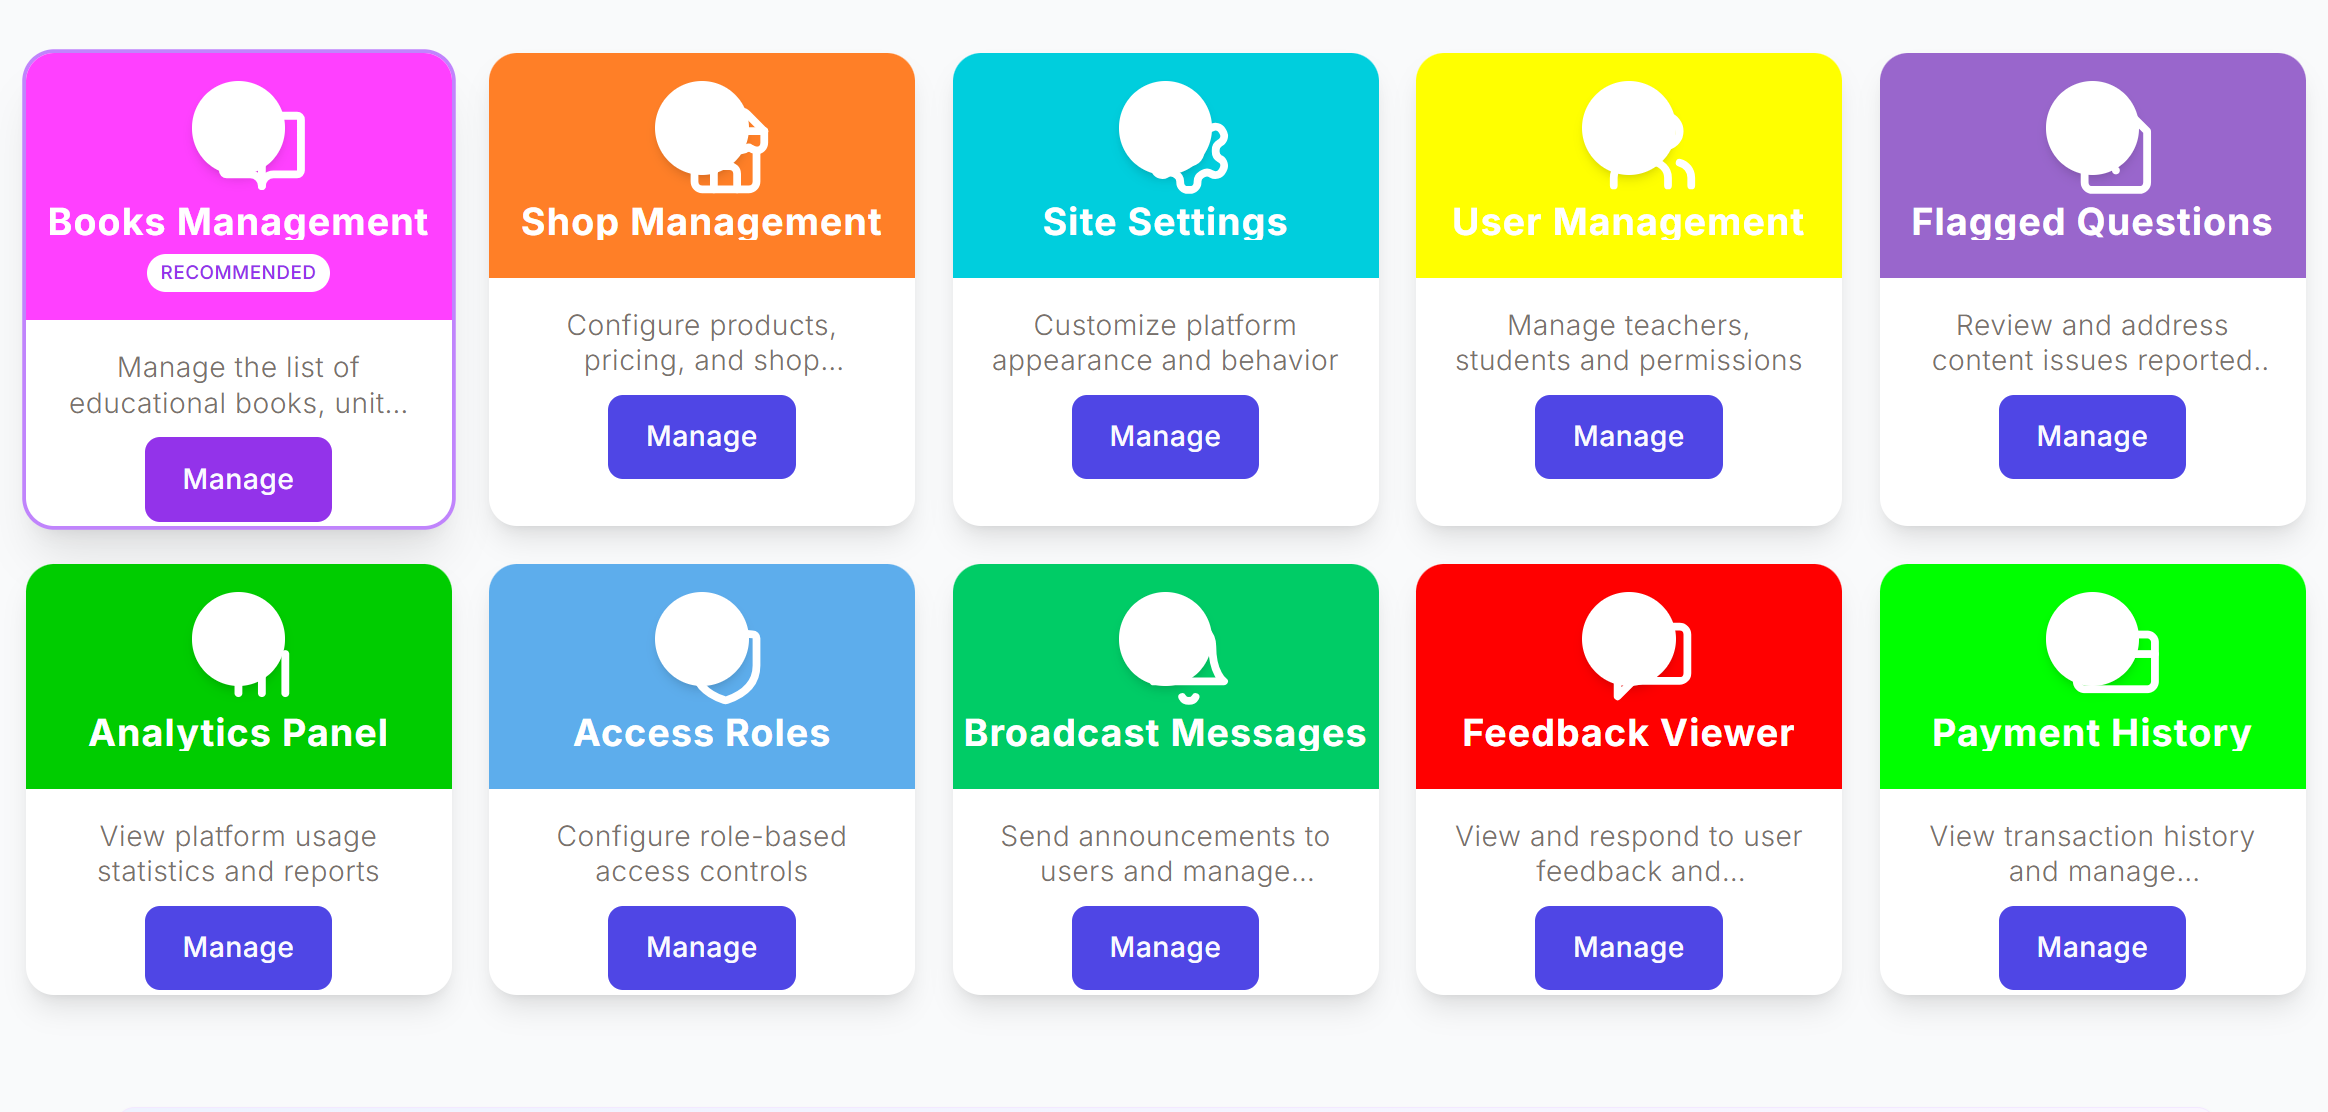 Books Management
RECOMMENDED
Manage the list of
educational books, unit...
Manage
Shop Management
Configure products,
pricing, and shop...
Manage
Site Settings
Customize platform
appearance and behavior
Manage
User Management
Manage teachers,
students and permissions
Manage
Flagged Questions
Review and address
content issues reported..
Manage
Analytics Panel
View platform usage
statistics and reports
Manage
Access Roles
Configure role-based
access controls
Manage
Broadcast Messages
Send announcements to
users and manage...
Manage
Feedback Viewer
View and respond to user
feedback and...
Manage
Payment History
View transaction history
and manage...
Manage